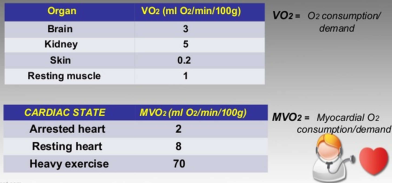 Organ VO2 (ml O2/min/100g)
Brain 3
Kidney 5
Skin 0.2
Resting muscle 1
VO2 = O2 consumption/
demand
CARDIAC STATE MVO2 (ml O2/min/100g)
Arrested heart 2
Resting heart 8
Heavy exercise 70
MVO2 = Myocardial O2
consumption/demand